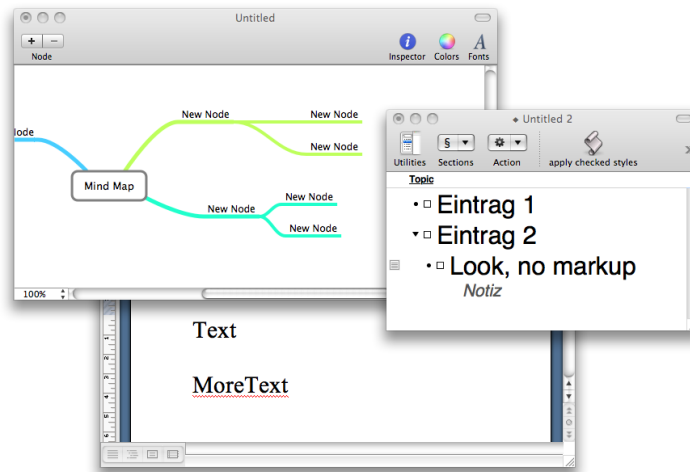 Untitled
Node
Inspector Colors Fonts
New Node
New Node
New Node
Mind Map
New Node
New Node
New Node
100%
Untitled 2
Utilities Sections Action apply checked styles
Topic
Eintrag 1
Eintrag 2
Look, no markup
Notiz
Text
MoreText